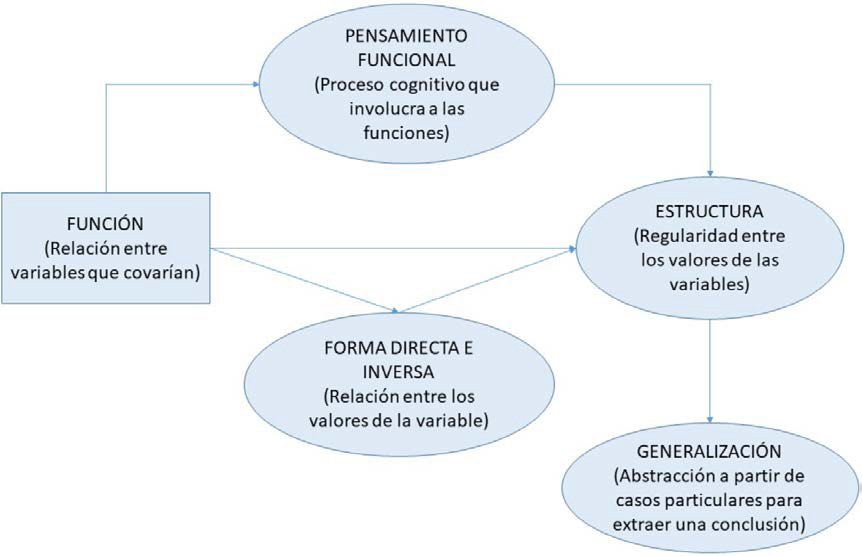 PENSAMIENTO
FUNCIONAL
(Proceso cognitivo que
involucra a las
funciones)
FUNCIÓN
(Relación entre
variables que covarían)
ESTRUCTURA
(Regularidad entre
los valores de las
variables)
FORMA DIRECTA E
INVERSA
(Relación entre los
valores de la variable)
GENERALIZACIÓN
(Abstracción a partir de
casos particulares para
extraer una conclusión)